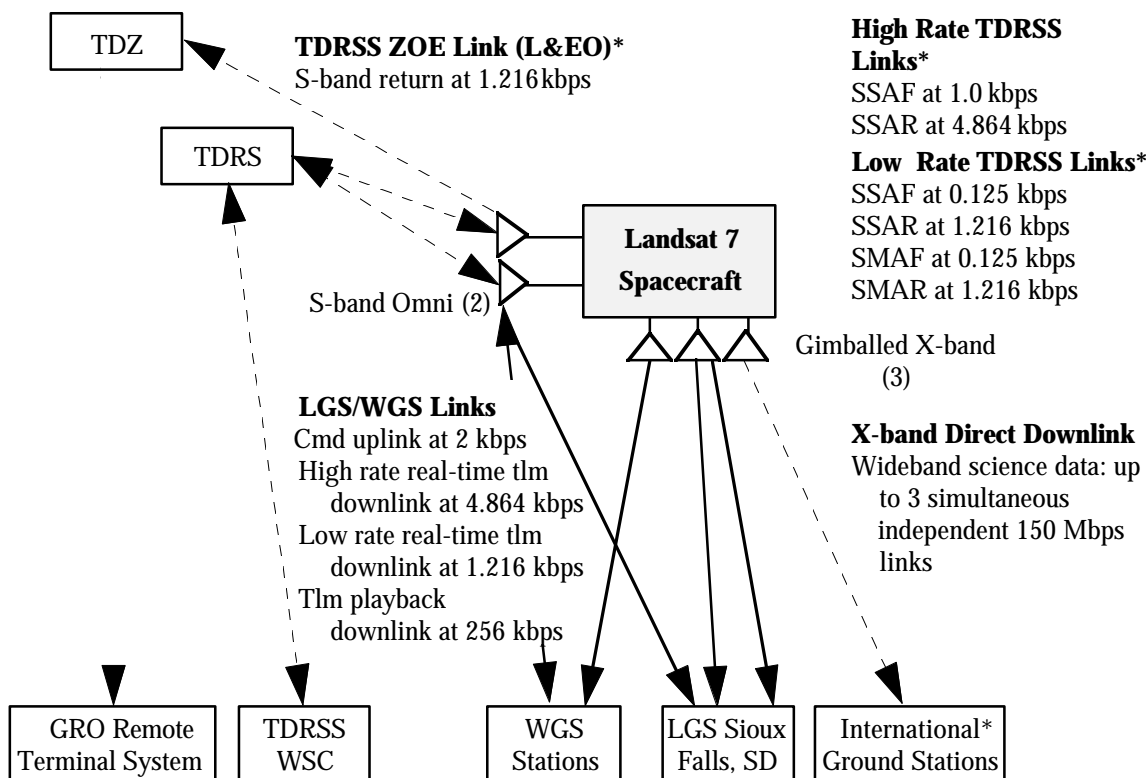 TDZ
TDRSS ZOE Link (L&EO)*
S-band return at 1.216 kbps
High Rate TDRSS
Links*
SSAF at 1.0 kbps
SSAR at 4.864 kbps
Low Rate TDRSS Links*
SSAF at 0.125 kbps
SSAR at 1.216 kbps
SMAF at 0.125 kbps
SMAR at 1.216 kbps
TDRS
Landsat 7
Spacecraft
S-band Omni (2)
Gimballed X-band
(3)
LGS/WGS Links
Cmd uplink at 2 kbps
High rate real-time tlm
downlink at 4.864 kbps
Low rate real-time tlm
downlink at 1.216 kbps
Tlm playback
downlink at 256 kbps
X-band Direct Downlink
Wideband science data: up
to 3 simultaneous
independent 150 Mbps
links
GRO Remote
Terminal System
TDRSS
WSC
WGS
Stations
LGS Sioux
Falls, SD
International*
Ground Stations